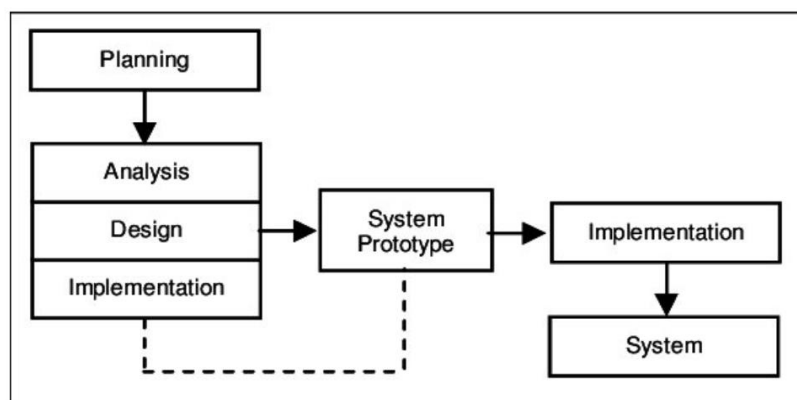 Planning
Analysis
Design
Implementation
System
Prototype
Implementation
System